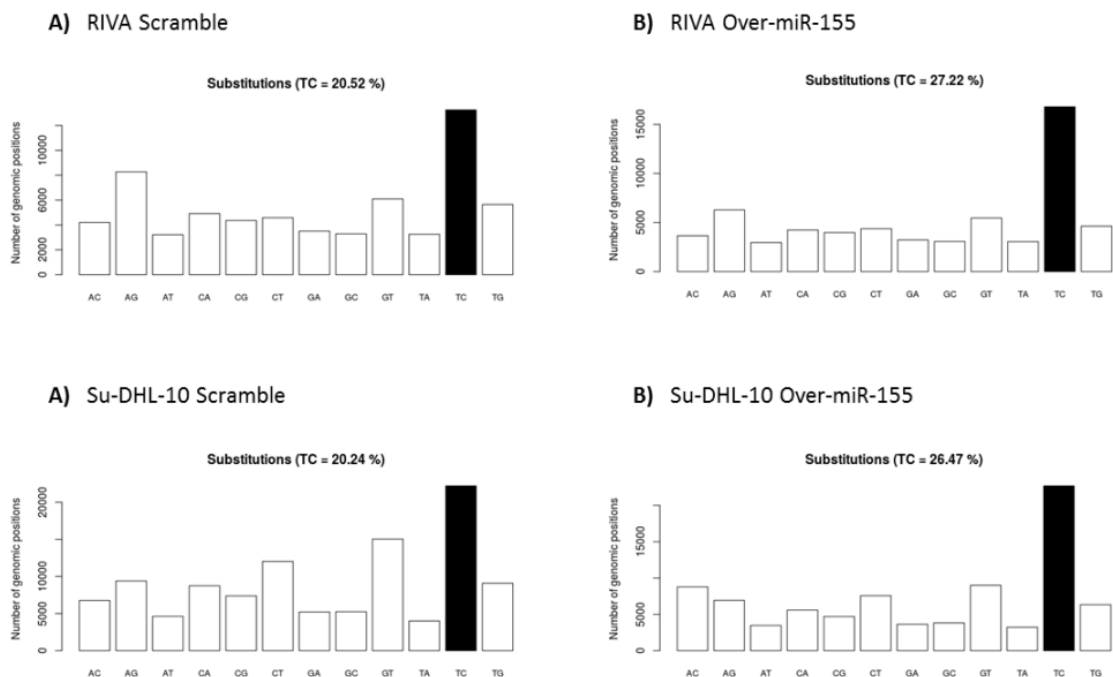 A) RIVA Scramble
Substitutions (TC = 20.52 %)
Number of genomic positions
0 2000 6000 10000
AC AG AT CA CG CT GA GC GT TA TC TG
B) RIVA Over-miR-155
Substitutions (TC = 27.22 %)
Number of genomic positions
0 5000 10000 15000
AC AG AT CA CG CT GA GC GT TA TC TG
A) Su-DHL-10 Scramble
Substitutions (TC = 20.24 %)
Number of genomic positions
0 5000 10000 20000
AC AG AT CA CG CT GA GC GT TA TC TG
B) Su-DHL-10 Over-miR-155
Substitutions (TC = 26.47 %)
Number of genomic positions
0 5000 15000
AC AG AT CA CG CT GA GC GT TA TC TG